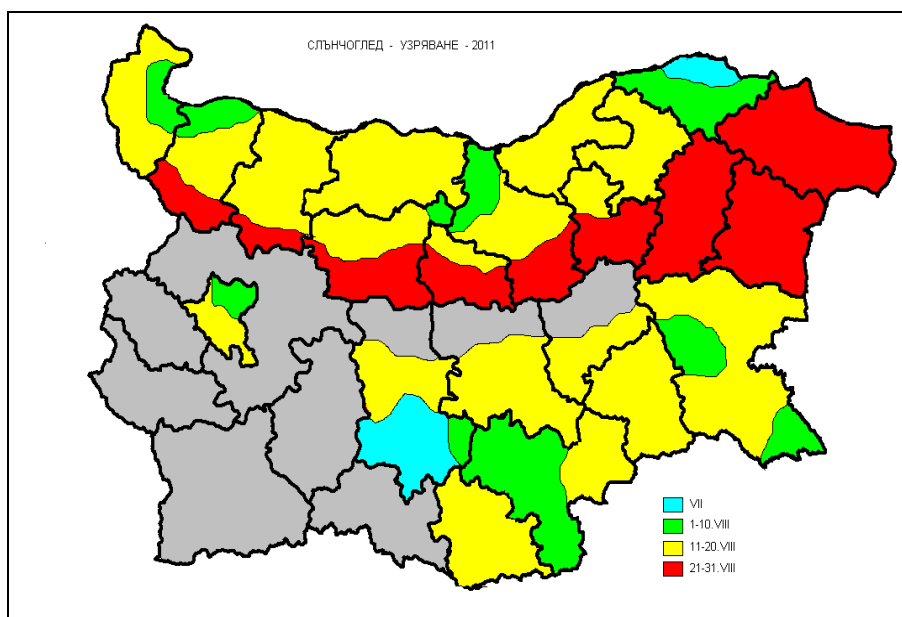 СЛЪНЧОГЛЕД - УЗРЯВАНЕ - 2011
VII
1-10.VIII
11-20.VIII
21-31.VIII